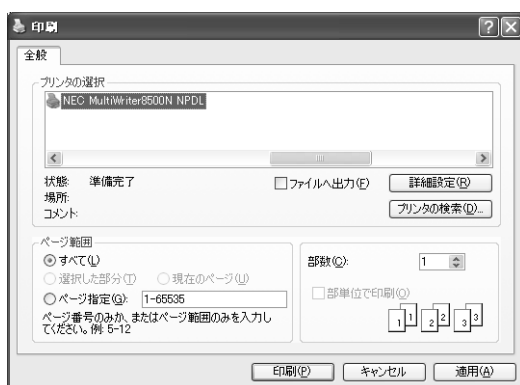 印刷
全般
プリンタの選択
NEC MultiWriter8500N NPDL
状態: 準備完了
場所:
コメント:
ファイルへ出力(F)
詳細設定(R)
プリンタの検索(D)...
ページ範囲
すべて(L)
選択した部分(T) 現在のページ(U)
ページ指定(G): 1-65535
ページ番号のみか、またはページ範囲のみを入力し
てください。例: 5-12
部数(C): 1
部単位で印刷(O)
1 1 2 2 3 3
印刷(P) キャンセル 適用(A)